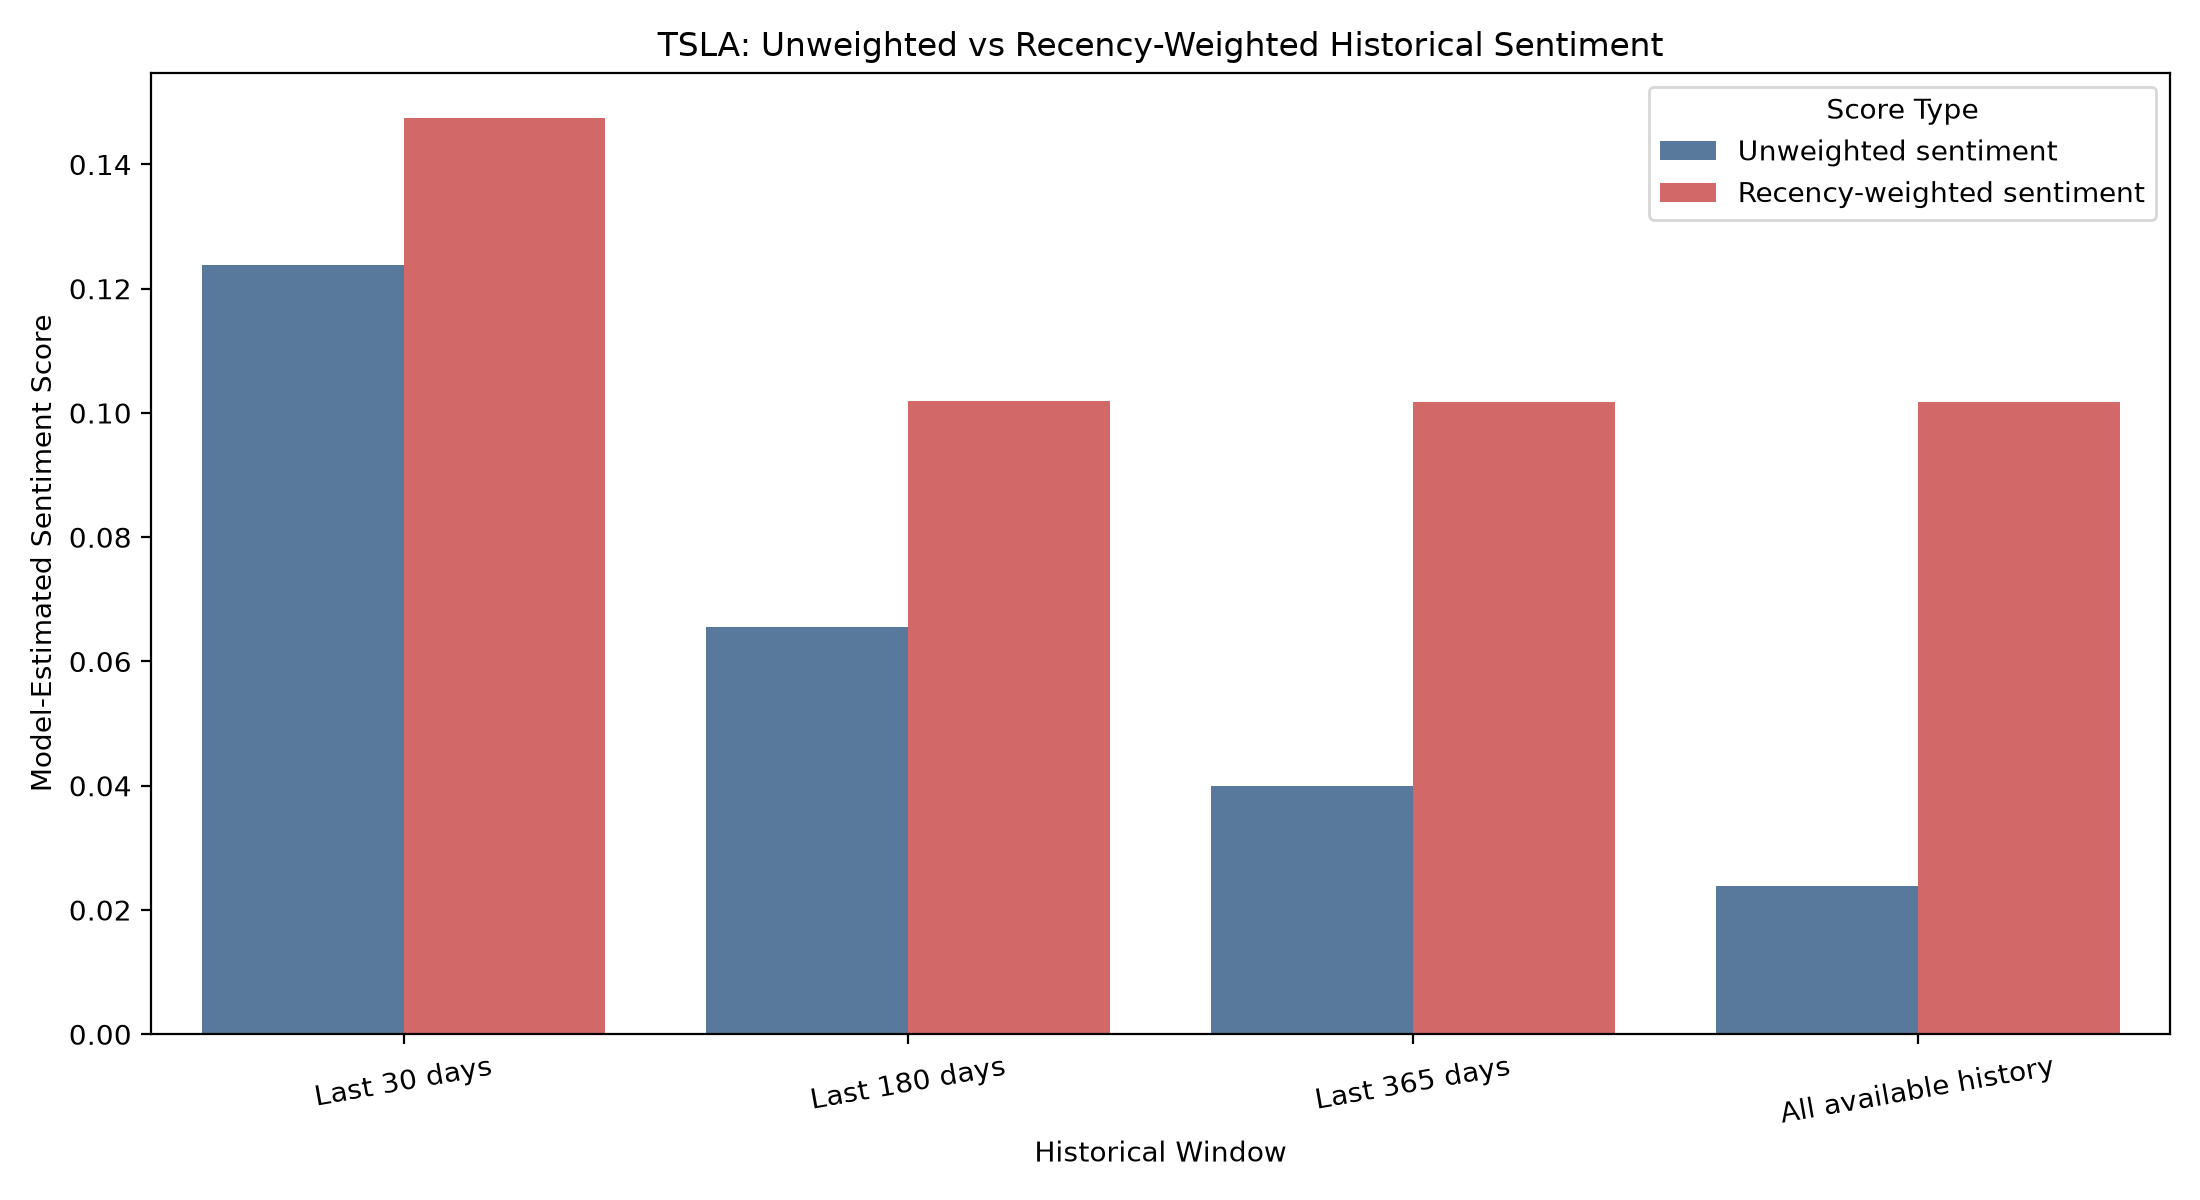 TSLA: Unweighted vs Recency-Weighted Historical Sentiment
Score Type
Unweighted sentiment
Recency-weighted sentiment
Model-Estimated Sentiment Score
0.14
0.12
0.10
0.08
0.06
0.04
0.02
0.00
Last 30 days
Last 180 days
Last 365 days
All available history
Historical Window